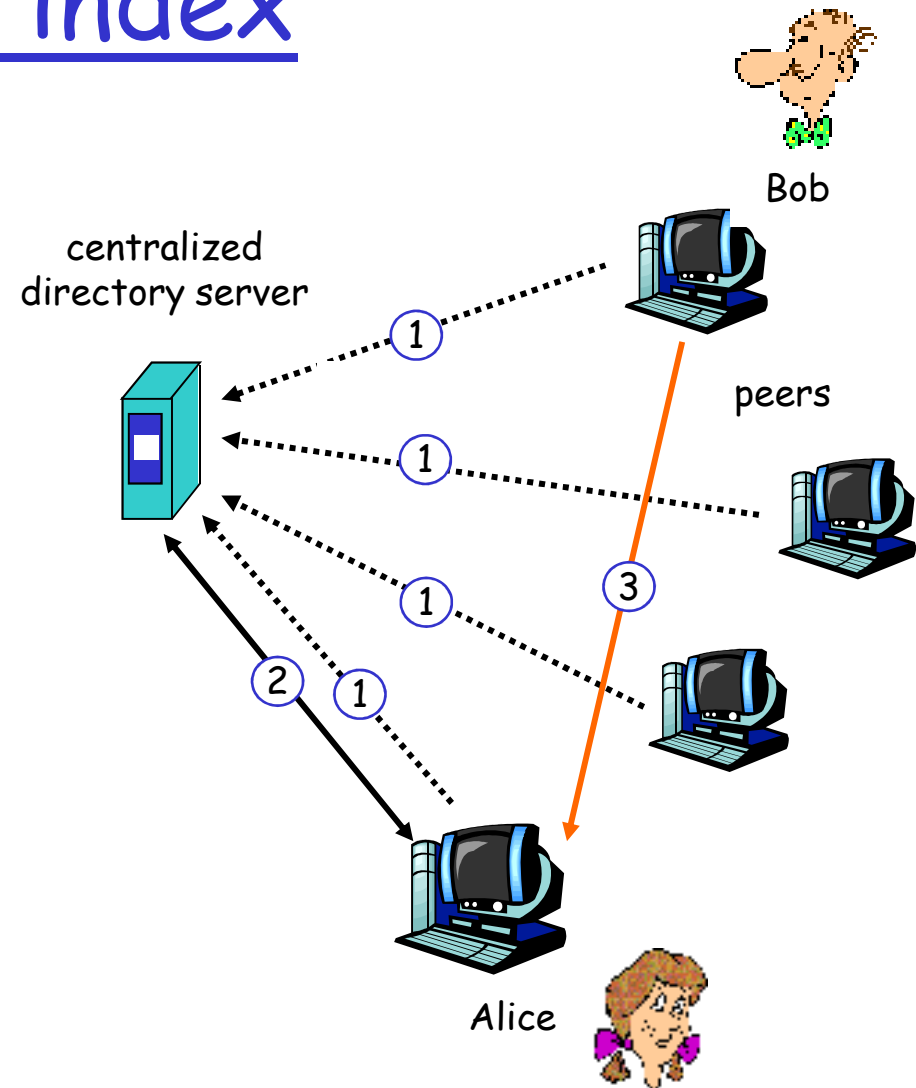 index
Bob
centralized
directory server
1
peers
1
3
1
2
1
Alice